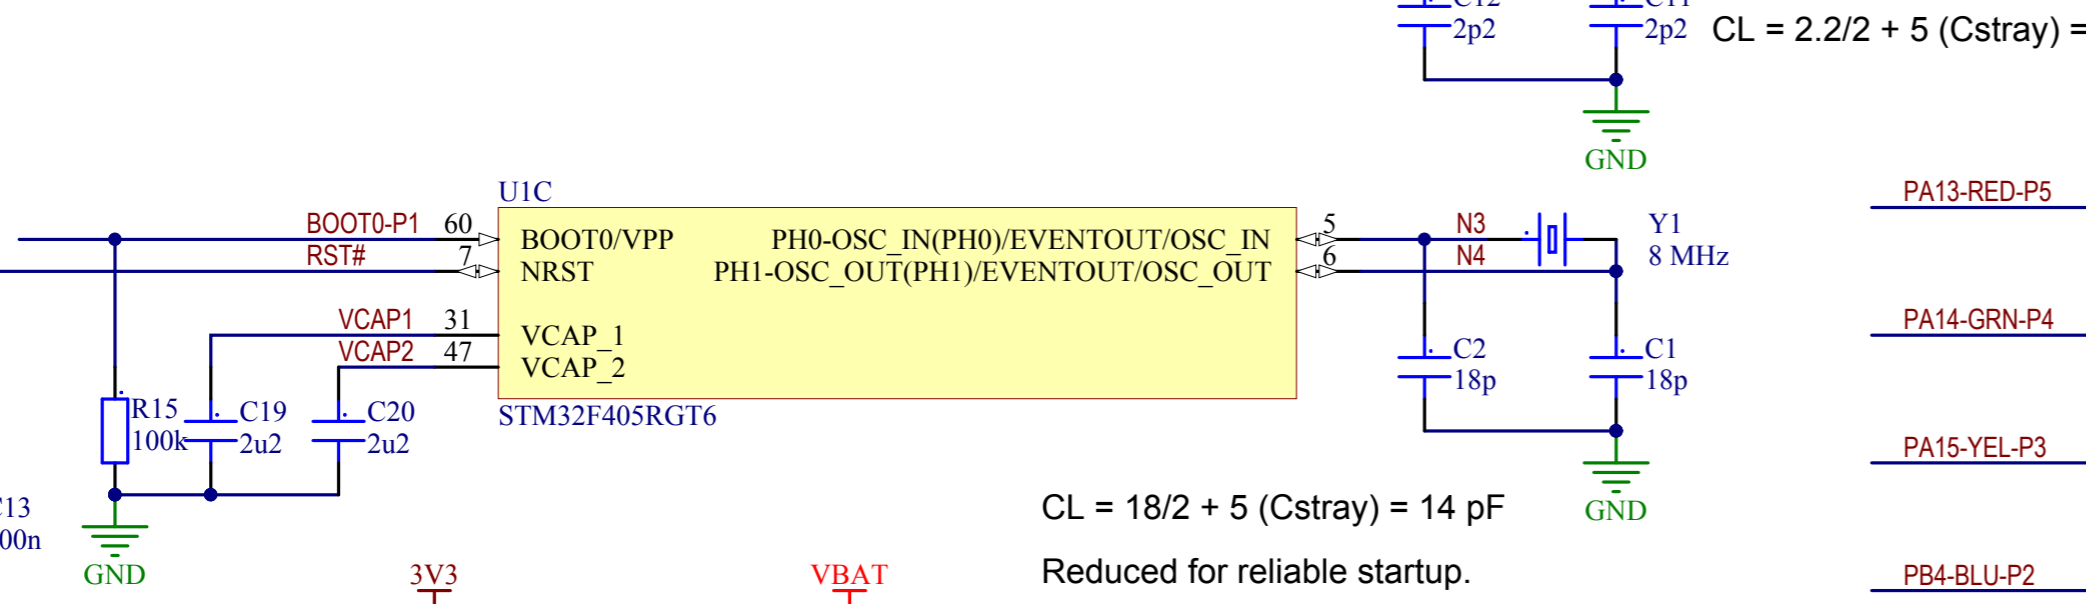 C12
C11
2p2
2p2
CL = 2.2/2 + 5 (Cstray) =
GND
U1C
BOOT0-P1 60
BOOT0/VPP
PH0-OSC_IN(PH0)/EVENTOUT/OSC_IN
5
N3
Y1
8 MHz
PA13-RED-P5
RST# 7
NRST
PH1-OSC_OUT(PH1)/EVENTOUT/OSC_OUT
6
N4
VCAP1 31
VCAP_1
PA14-GRN-P4
VCAP2 47
VCAP_2
C2
18p
C1
18p
R15
100k
C19
2u2
C20
2u2
STM32F405RGT6
PA15-YEL-P3
C13
00n
GND
CL = 18/2 + 5 (Cstray) = 14 pF
GND
Reduced for reliable startup.
3V3
VBAT
PB4-BLU-P2